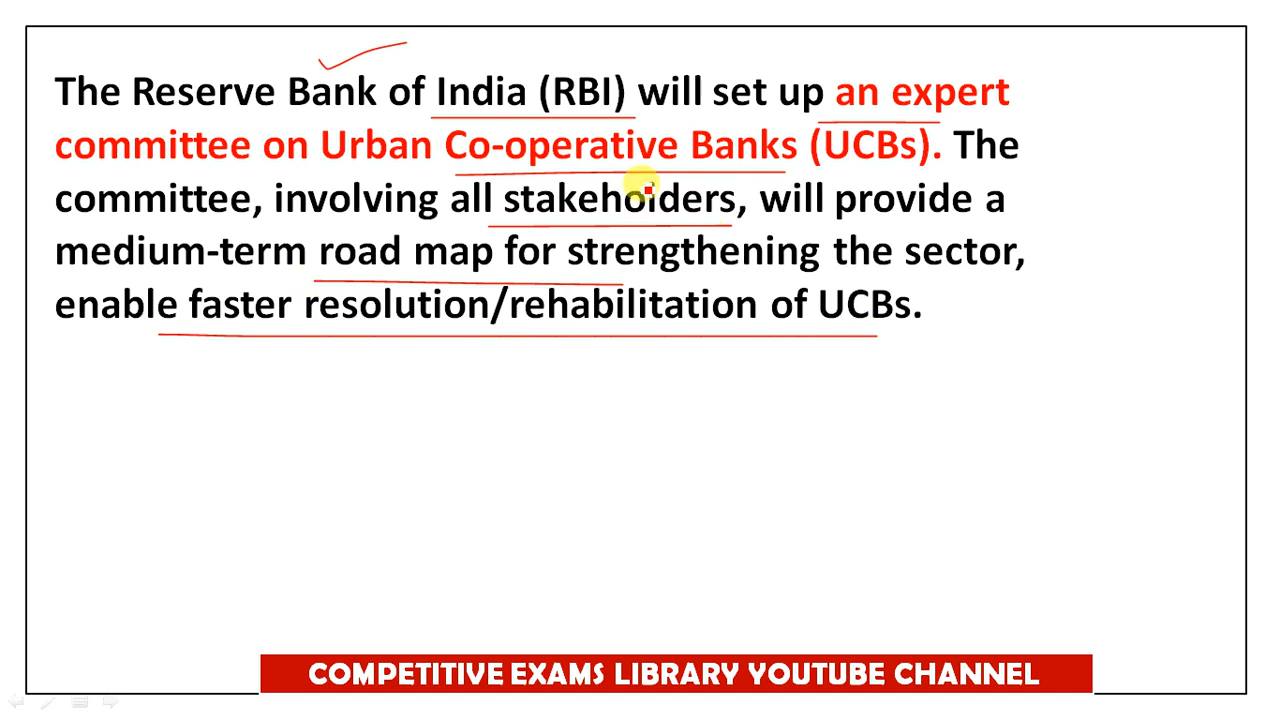 The Reserve Bank of India (RBI) will set up an expert
committee on Urban Co-operative Banks (UCBs). The
committee, involving all stakeholders, will provide a
medium-term road map for strengthening the sector,
enable faster resolution/rehabilitation of UCBs.
COMPETITIVE EXAMS LIBRARY YOUTUBE CHANNEL